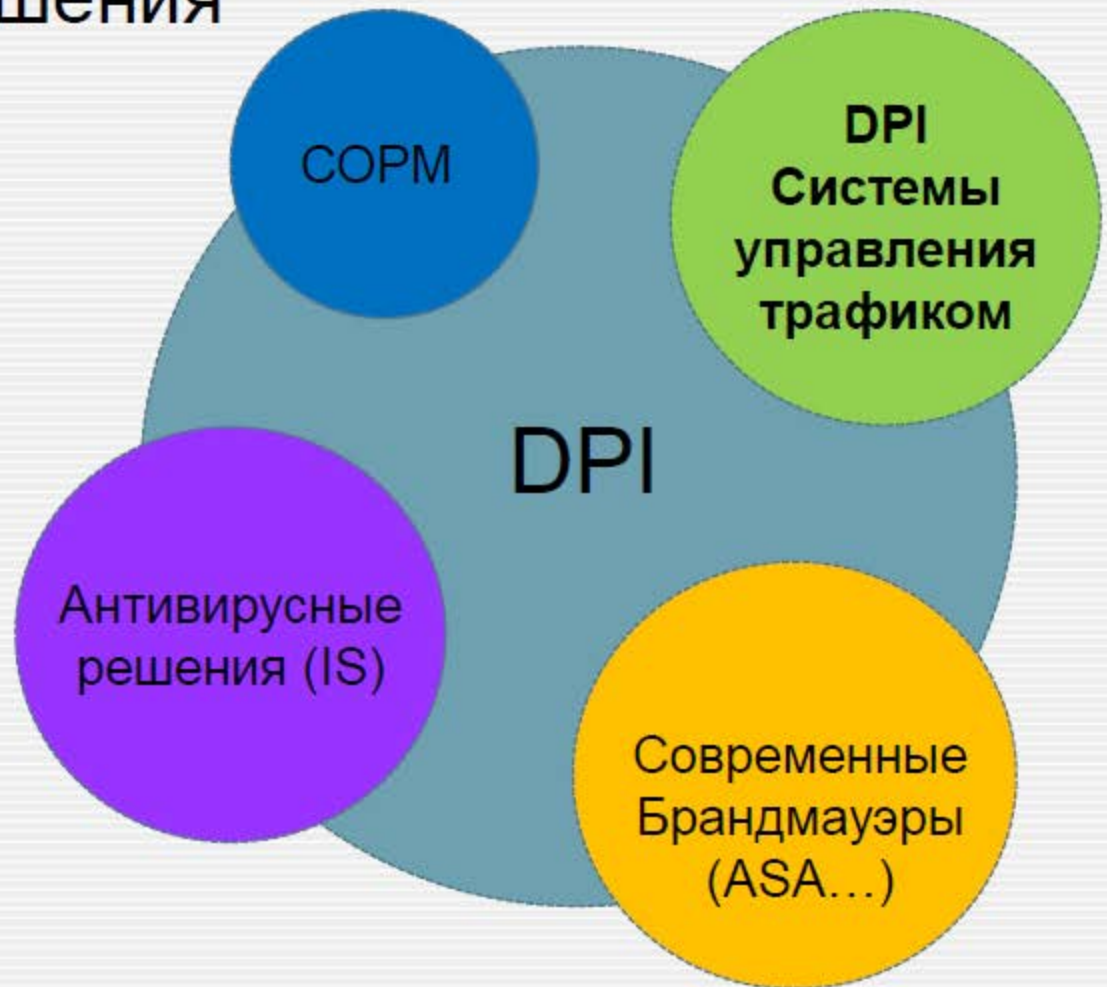 шения
СОРМ
DPI
Системы
управления
трафиком
DPI
Антивирусные
решения (IS)
Современные
Брандмауэры
(ASA...)